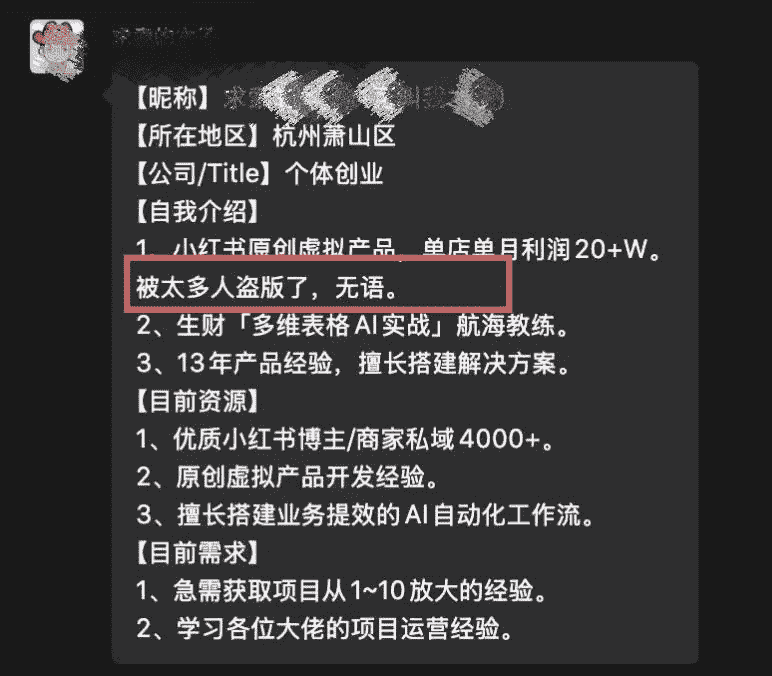 【昵称】
【所在地区】杭州萧山区
【公司/Title】个体创业
【自我介绍】
1、小红书原创虚拟产品，单店单月利润20+W。
被太多人盗版了，无语。
2、生财「多维表格AI实战」航海教练。
3、13年产品经验，擅长搭建解决方案。
【目前资源】
1、优质小红书博主/商家私域4000+。
2、原创虚拟产品开发经验。
3、擅长搭建业务提效的AI自动化工作流。
【目前需求】
1、急需获取项目从1~10放大的经验。
2、学习各位大佬的项目运营经验。